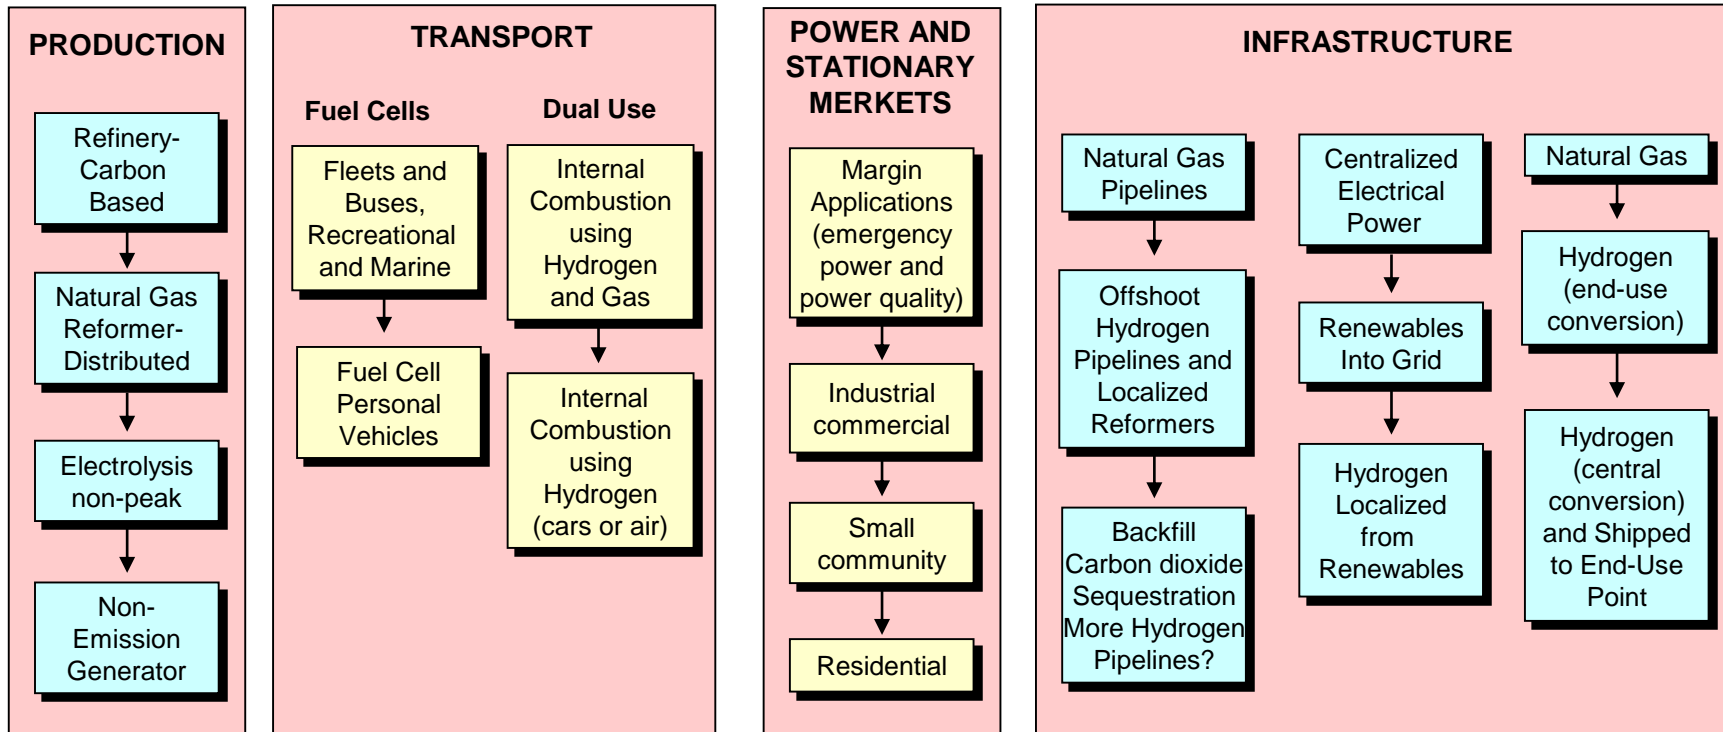 PRODUCTION
Refinery-
Carbon
Based
Natural Gas
Reformer-
Distributed
Electrolysis
non-peak
Non-
Emission
Generator
TRANSPORT
Fuel Cells
Fleets and
Buses,
Recreational
and Marine
Fuel Cell
Personal
Vehicles
Dual Use
Internal
Combustion
using
Hydrogen
and Gas
Internal
Combustion
using
Hydrogen
(cars or air)
POWER AND
STATIONARY
MERKETS
Margin
Applications
(emergency
power and
power quality)
Industrial
commercial
Small
community
Residential
INFRASTRUCTURE
Natural Gas
Pipelines
Offshoot
Hydrogen
Pipelines and
Localized
Reformers
Backfill
Carbon dioxide
Sequestration
More Hydrogen
Pipelines?
Centralized
Electrical
Power
Renewables
Into Grid
Hydrogen
Localized
from
Renewables
Natural Gas
Hydrogen
(end-use
conversion)
Hydrogen
(central
conversion)
and Shipped
to End-Use
Point